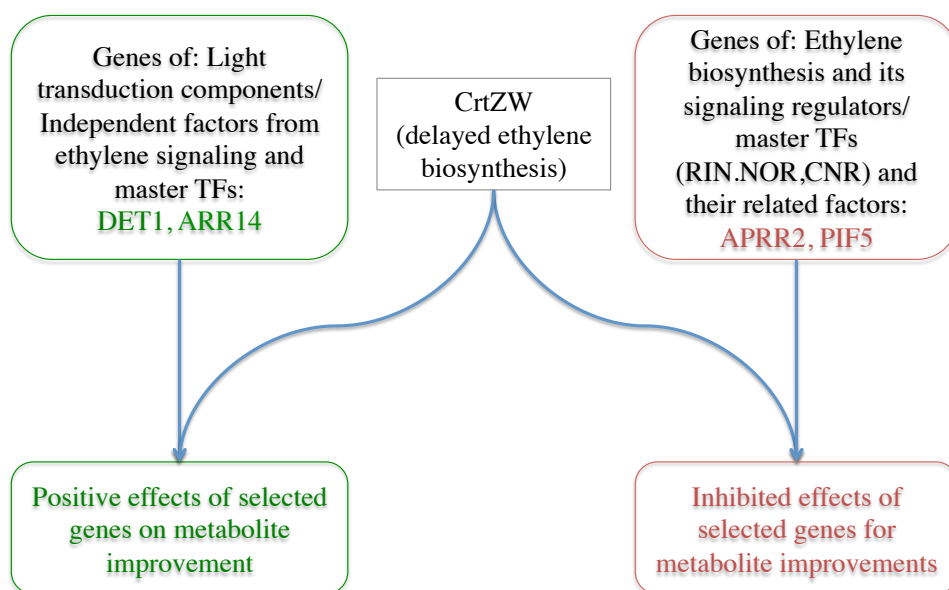 Genes of: Light
transduction components/
Independent factors from
ethylene signaling and
master TFs:
DET1, ARR14
CrtZW
(delayed ethylene
biosynthesis)
Genes of: Ethylene
biosynthesis and its
signaling regulators/
master TFs
(RIN.NOR,CNR) and
their related factors:
APRR2, PIF5
Positive effects of selected
genes on metabolite
improvement
Inhibited effects of
selected genes for
metabolite improvements